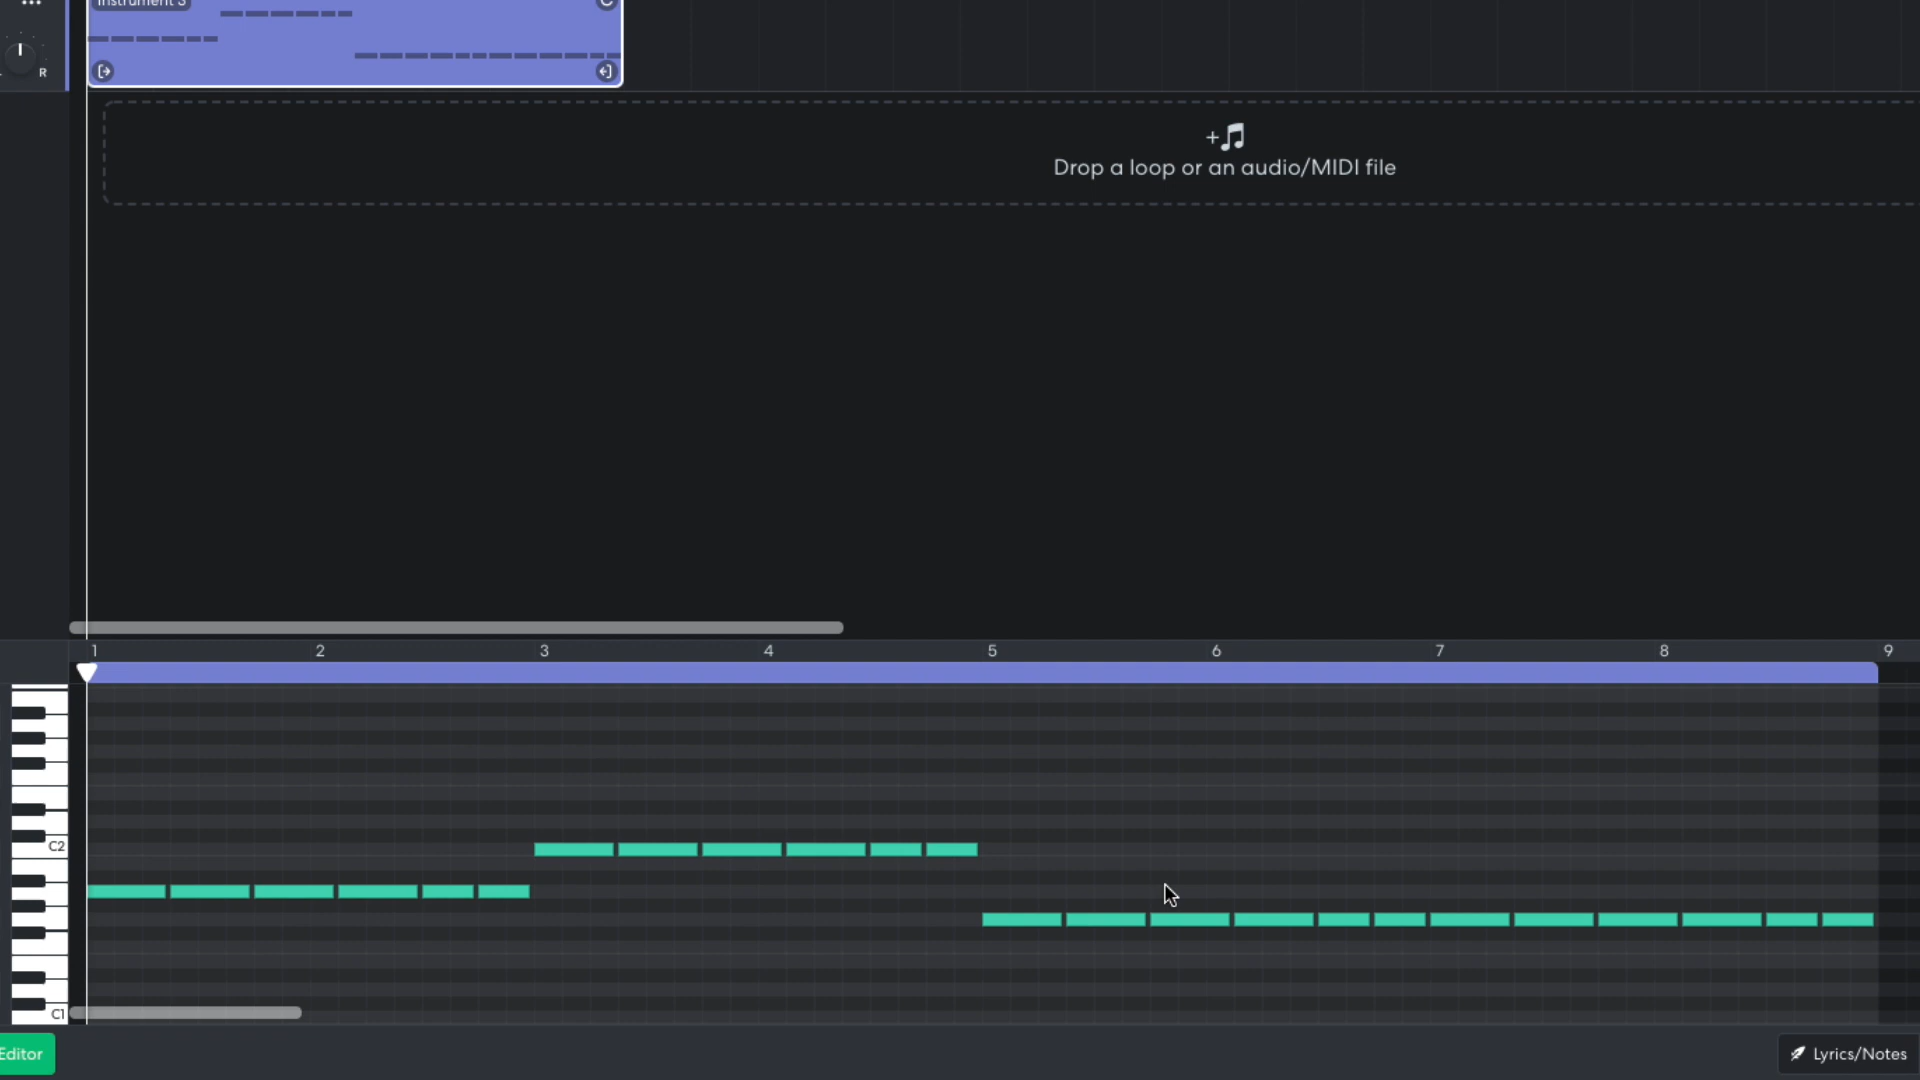 Instrument 3
R
Drop a loop or an audio/MIDI file
1 2 3 4 5 6 7 8 9
C2
C1
Editor
Lyrics/Notes